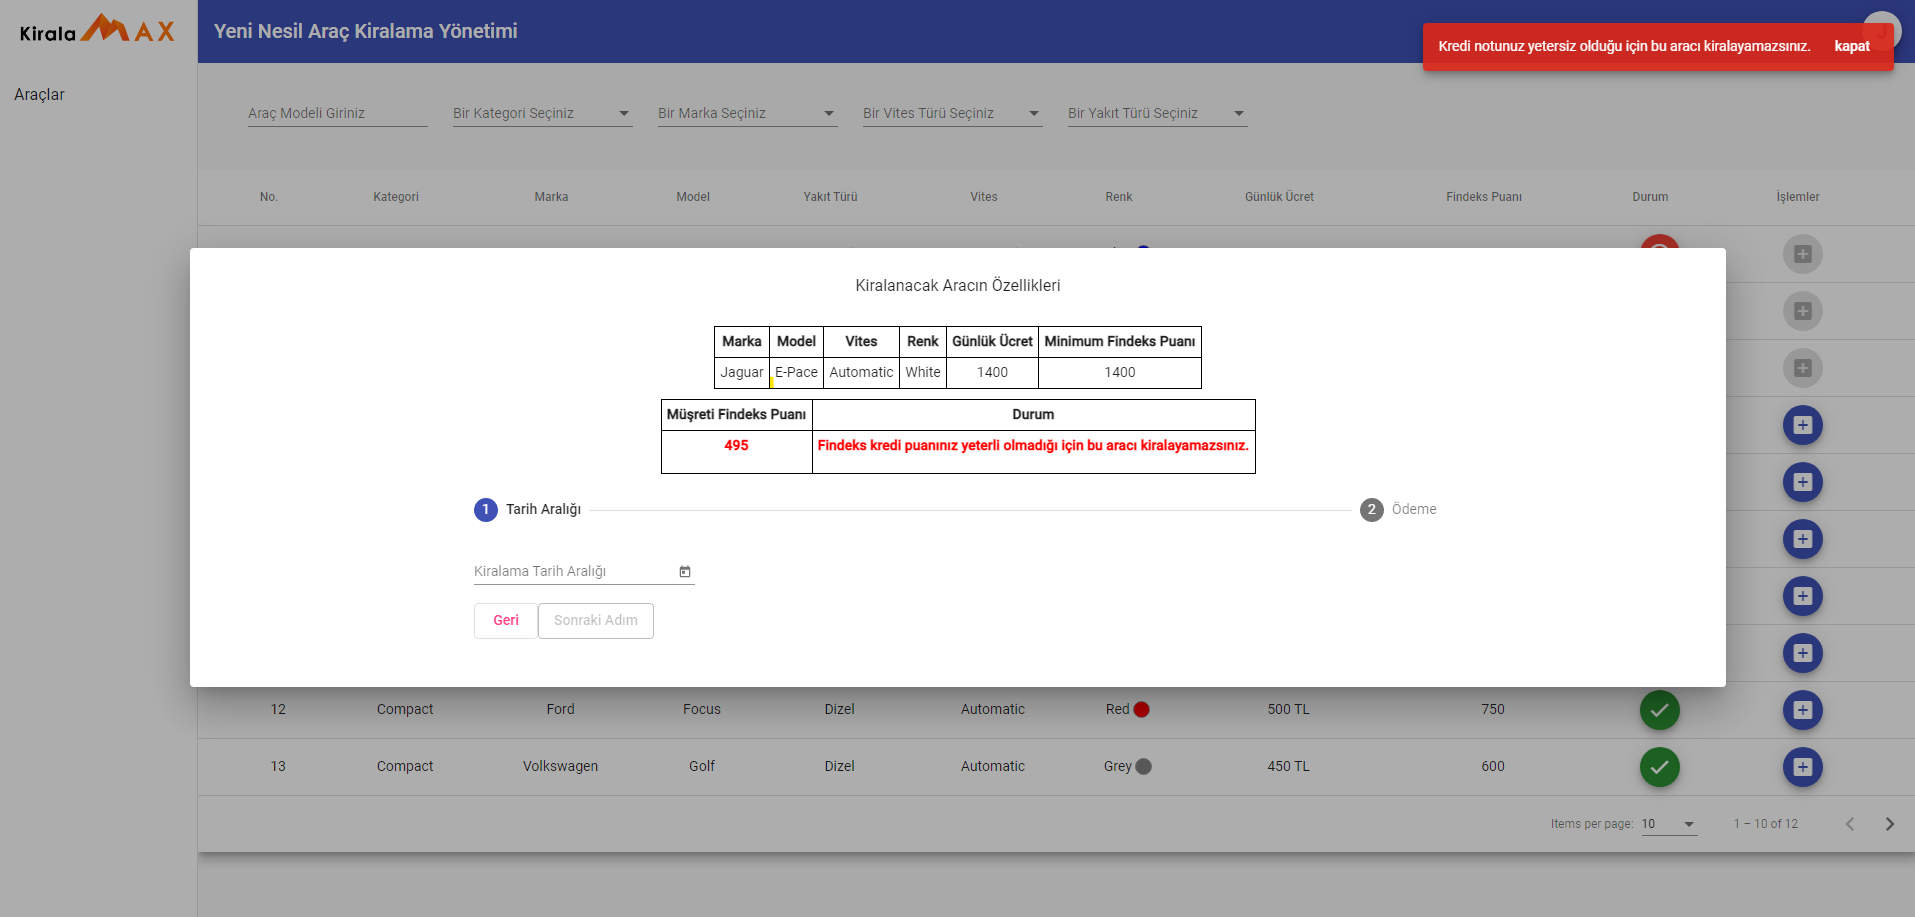 Kirala MAX
Yeni Nesil Araç Kiralama Yönetimi
Kredi notunuz yetersiz olduğu için bu aracı kiralayamazsınız. kapat
Araçlar
Araç Modeli Giriniz Bir Kategori Seçiniz Bir Marka Seçiniz Bir Vites Türü Seçiniz Bir Yakıt Türü Seçiniz
No. Kategori Marka Model Yakıt Türü Vites Renk Günlük Ücret Findeks Puanı Durum İşlemler
Kiralanacak Aracın Özellikleri
Marka Model Vites Renk Günlük Ücret Minimum Findeks Puanı
Jaguar E-Pace Automatic White 1400 1400
Müşreti Findeks Puanı Durum
495 Findeks kredi puanınız yeterli olmadığı için bu aracı kiralayamazsınız.
1 Tarih Aralığı 2 Ödeme
Kiralama Tarih Aralığı
Geri Sonraki Adım
12 Compact Ford Focus Dizel Automatic Red 500 TL 750
13 Compact Volkswagen Golf Dizel Automatic Grey 450 TL 600
Items per page: 10 1 – 10 of 12